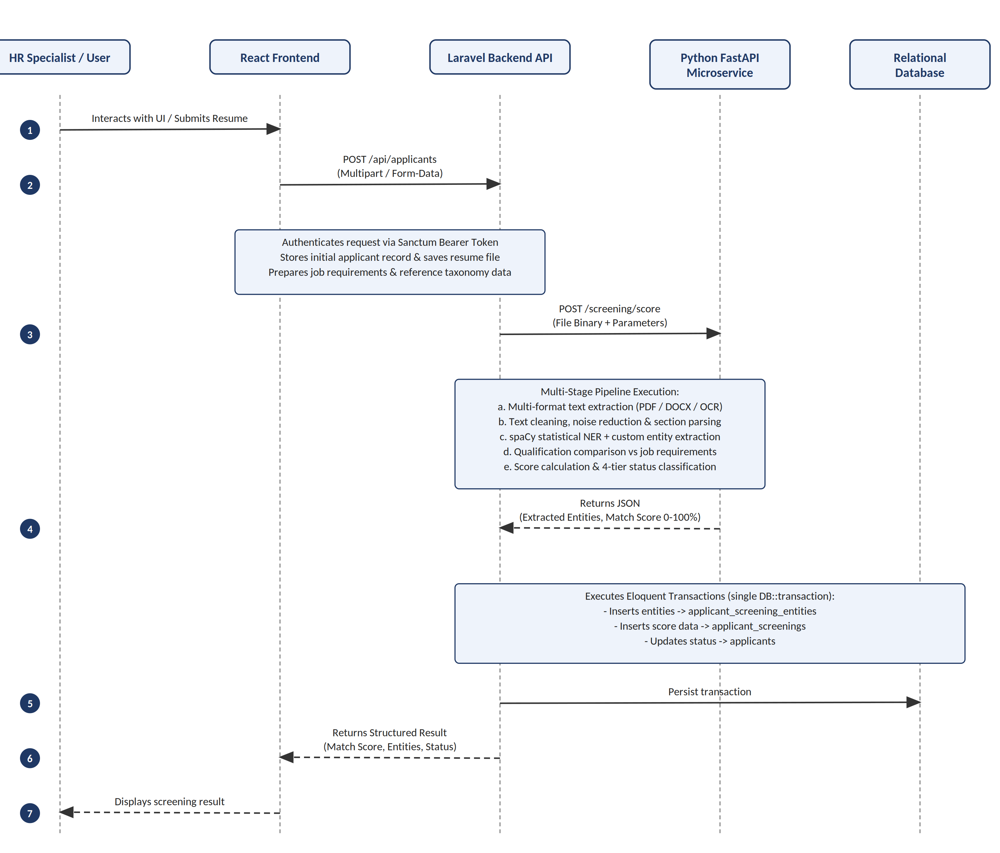 HR Specialist / User
React Frontend
Laravel Backend API
Python FastAPI
Microservice
Relational
Database
1
Interacts with UI / Submits Resume
2
POST /api/applicants
(Multipart / Form-Data)
Authenticates request via Sanctum Bearer Token
Stores initial applicant record & saves resume file
Prepares job requirements & reference taxonomy data
3
POST /screening/score
(File Binary + Parameters)
Multi-Stage Pipeline Execution:
a. Multi-format text extraction (PDF / DOCX / OCR)
b. Text cleaning, noise reduction & section parsing
c. spaCy statistical NER + custom entity extraction
d. Qualification comparison vs job requirements
e. Score calculation & 4-tier status classification
4
Returns JSON
(Extracted Entities, Match Score 0-100%)
Executes Eloquent Transactions (single DB::transaction):
- Inserts entities -> applicant_screening_entities
- Inserts score data -> applicant_screenings
- Updates status -> applicants
5
Persist transaction
6
Returns Structured Result
(Match Score, Entities, Status)
7
Displays screening result